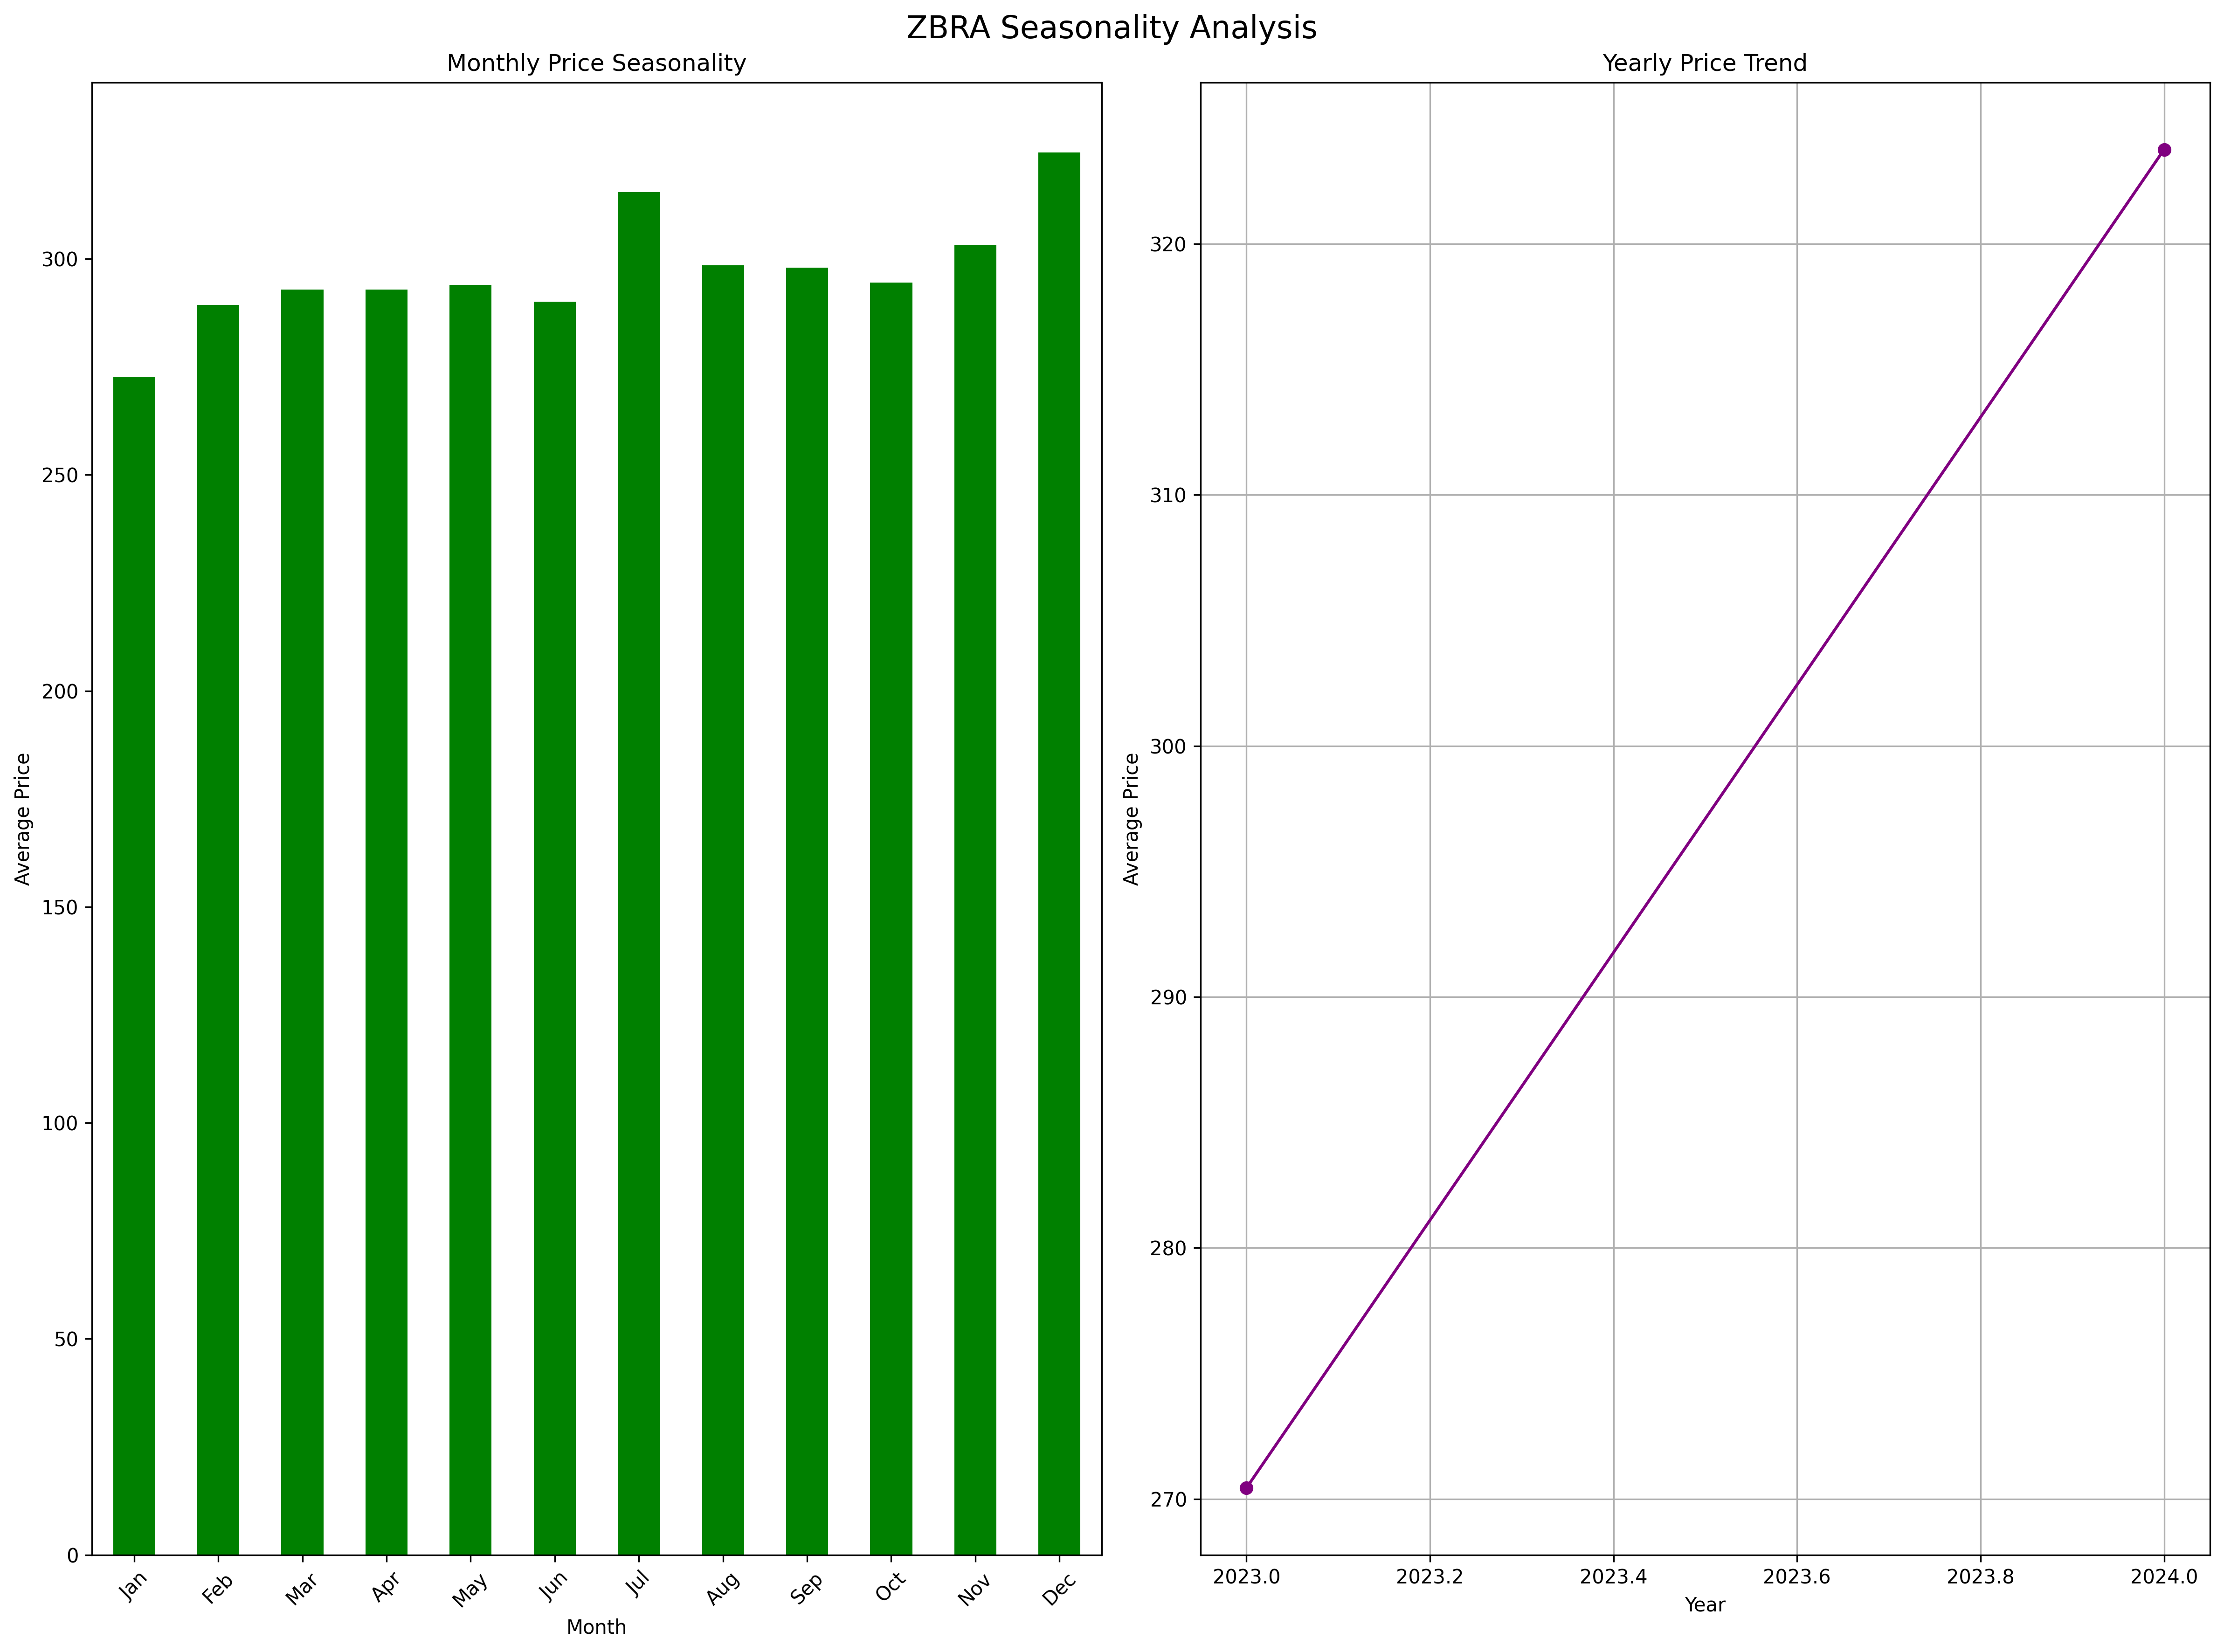 ZBRA Seasonality Analysis
Monthly Price Seasonality
Average Price
300
250
200
150
100
50
0
Jan Feb Mar Apr May Jun Jul Aug Sep Oct Nov Dec
Month
Yearly Price Trend
Average Price
320
310
300
290
280
270
2023.0 2023.2 2023.4 2023.6 2023.8 2024.0
Year